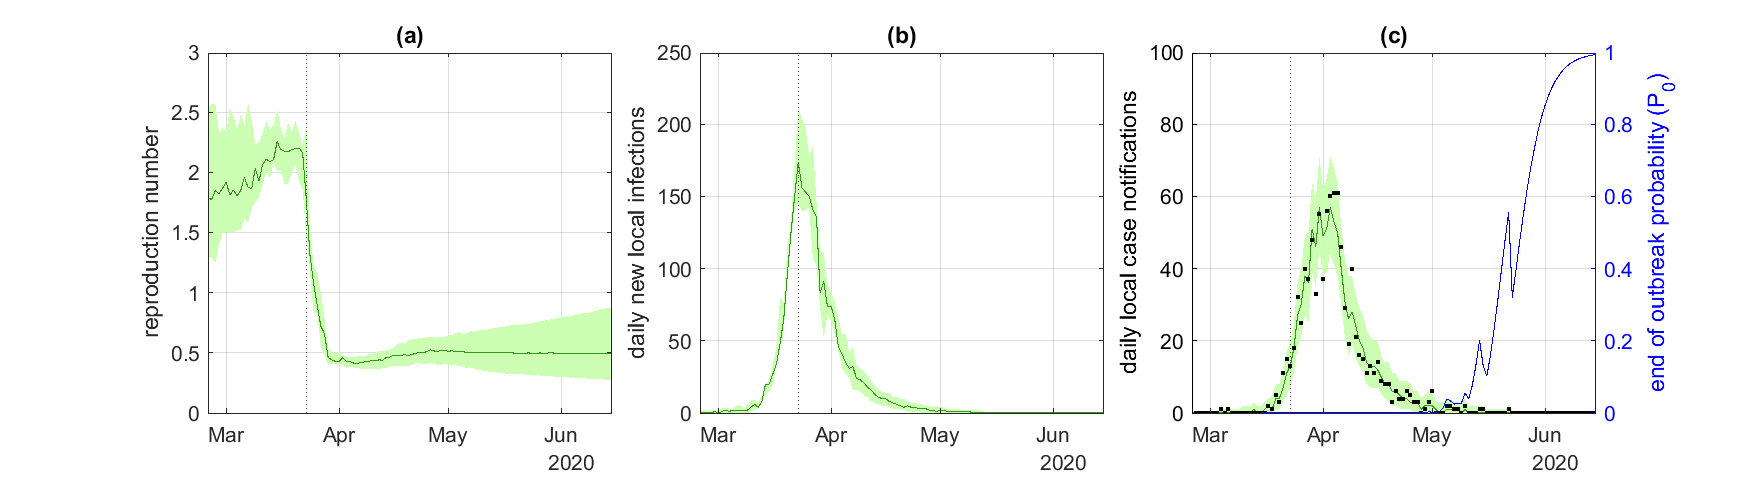 (a)
3
2.5
2
1.5
1
0.5
0
reproduction number
Mar
Apr
May
Jun
2020
(b)
250
200
150
100
50
0
daily new local infections
Mar
Apr
May
Jun
2020
(c)
100
80
60
40
20
0
daily local case notifications
1
0.8
0.6
0.4
0.2
0
end of outbreak probability (P0)
Mar
Apr
May
Jun
2020